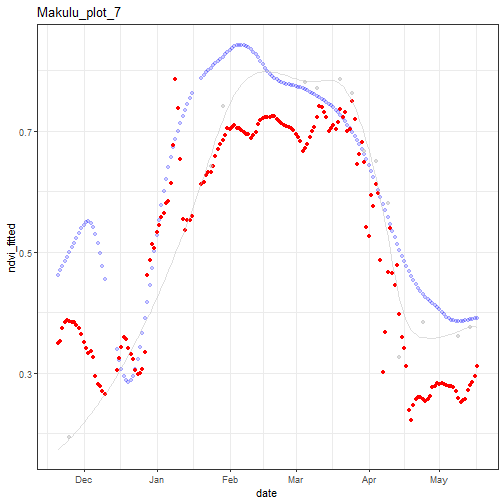 Makulu_plot_7
ndvi_fitted
0.7
0.5
0.3
Dec Jan Feb Mar Apr May
date